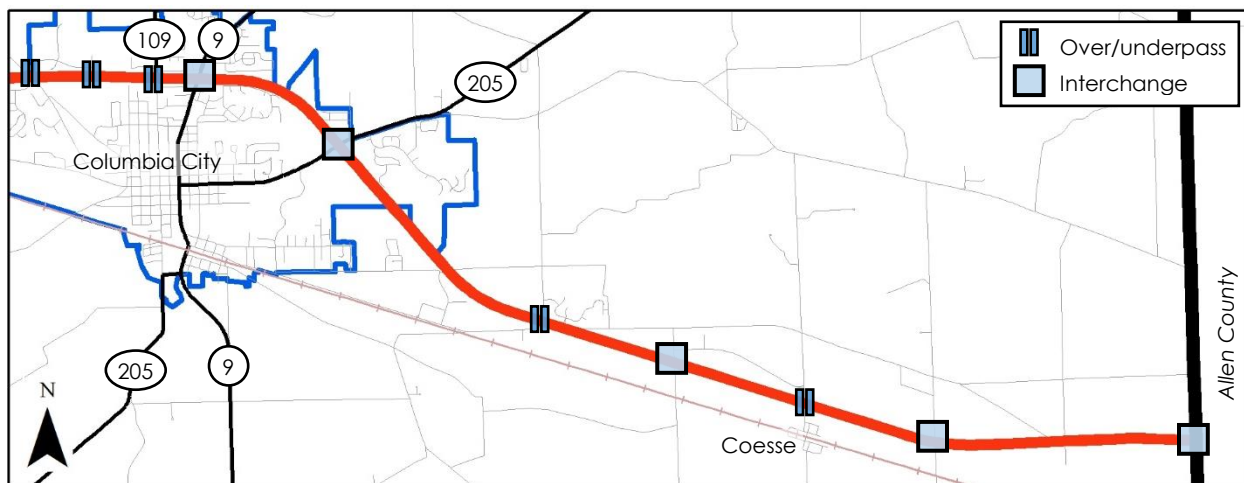 109
9
205
Over/underpass
Interchange
Columbia City
Allen County
205
9
N
Coesse